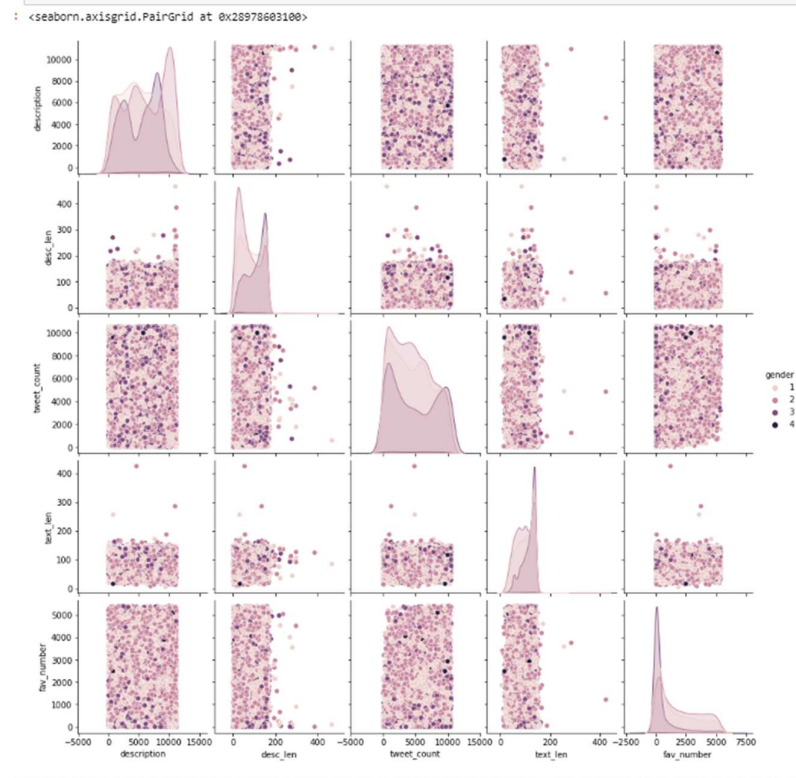 : <seaborn.axisgrid.PairGrid at 0x28978603100>
description
10000
8000
6000
4000
2000
0
desc_len
400
300
200
100
0
tweet_count
10000
8000
6000
4000
2000
0
gender
1
2
3
4
text_len
400
300
200
100
0
fav_number
5000
4000
3000
2000
1000
0
−5000 0 5000 10000 15000
0 200 400
−5000 0 5000 10000 15000
0 200 400
−2500 0 2500 5000 7500
description desc_len tweet_count text_len fav_number